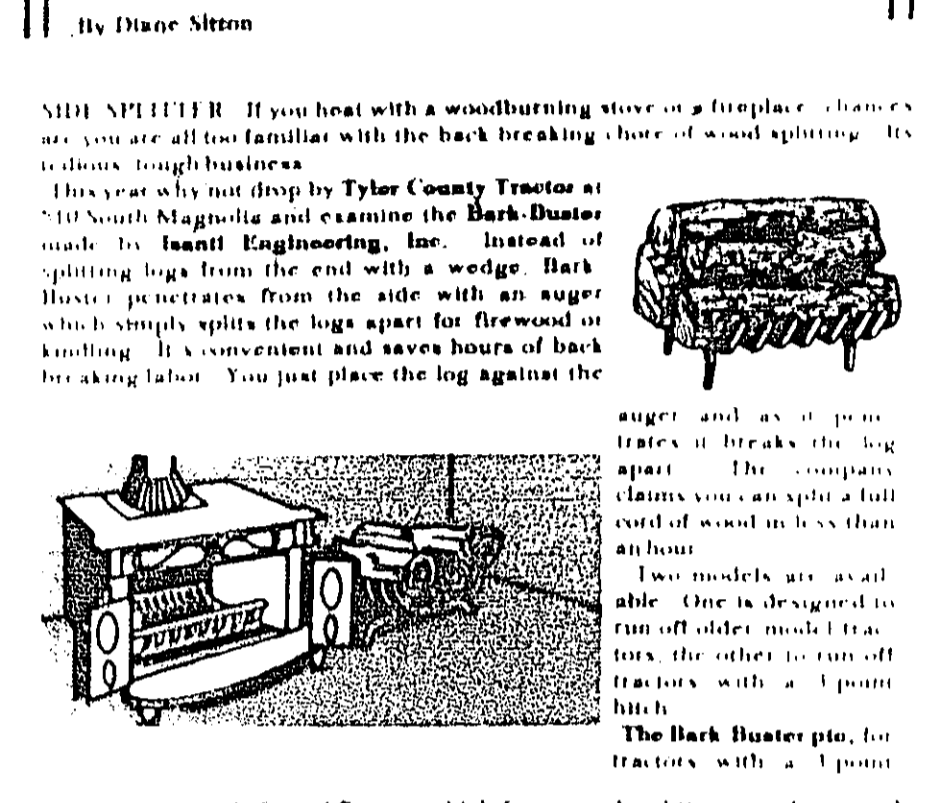 By Diane Sitton
SIDE SPLITTER If you heat with a woodburning stove or a fireplace chances
are you are all too familiar with the back breaking chore of wood splitting Its
tedious tough business
This year why not drop by Tyler County Tractor at
510 South Magnolia and examine the Bark-Buster
made by Isanti Engineering, Inc. Instead of
splitting logs from the end with a wedge, Bark
Buster penetrates from the side with an auger
which simply splits the logs apart for firewood or
kindling It's convenient and saves hours of back
breaking labor You just place the log against the
auger and as it pene
trates it breaks the log
apart The company
claims you can split a full
cord of wood in less than
an hour
Two models are avail
able One is designed to
run off older model trac
tors, the other to run off
tractors with a 3 point
hitch
The Bark Buster pto, for
tractors with a 3 point